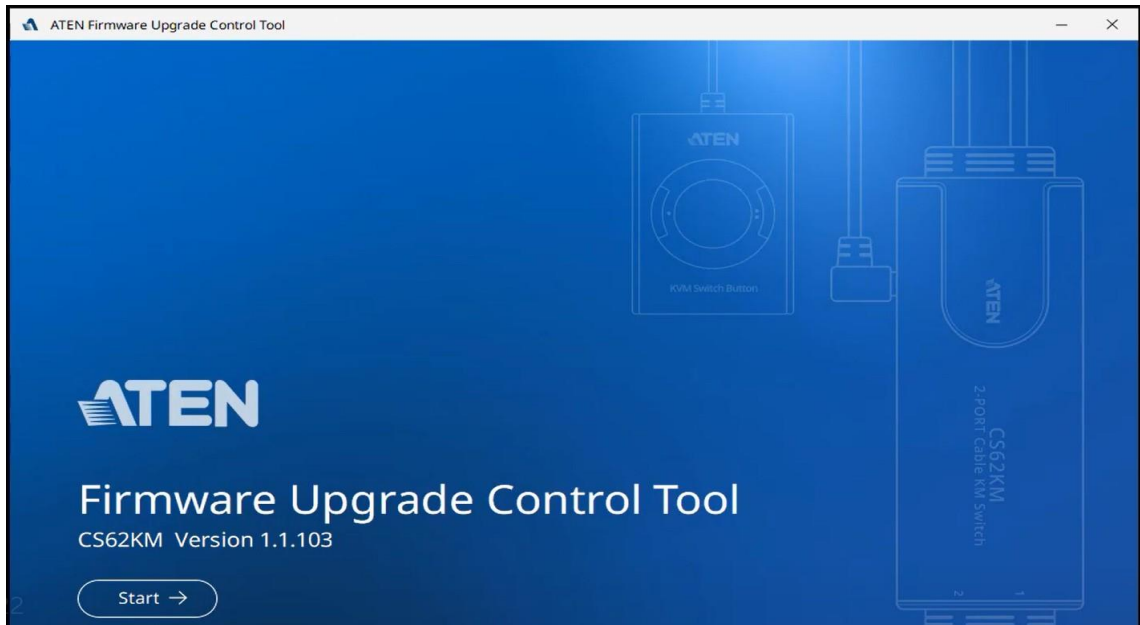 ATEN Firmware Upgrade Control Tool
ATEN
KVM Switch Button
ATEN
CS62KM
2-PORT Cable KM Switch
2 1
ATEN
Firmware Upgrade Control Tool
CS62KM Version 1.1.103
Start →
2